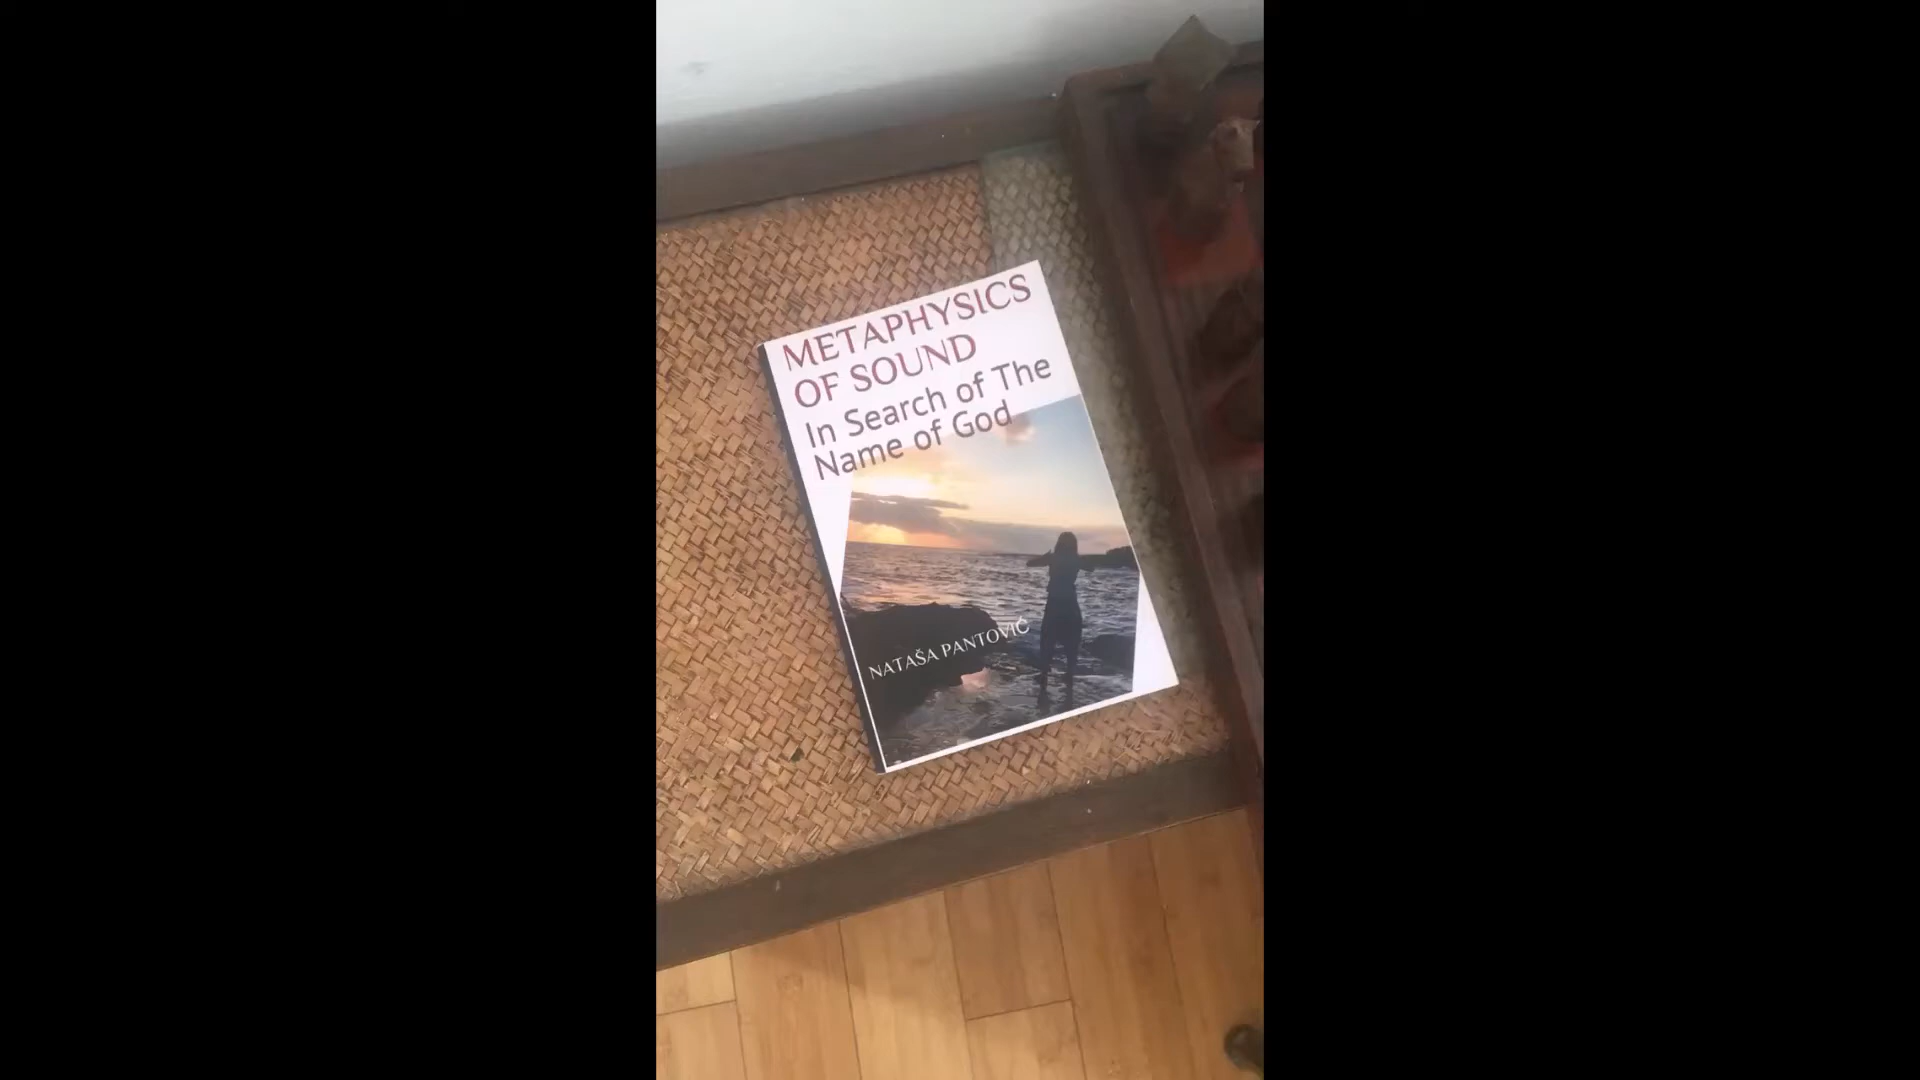 METAPHYSICS
OF SOUND
In Search of The
Name of God
NATAŠA PANTOVIĆ